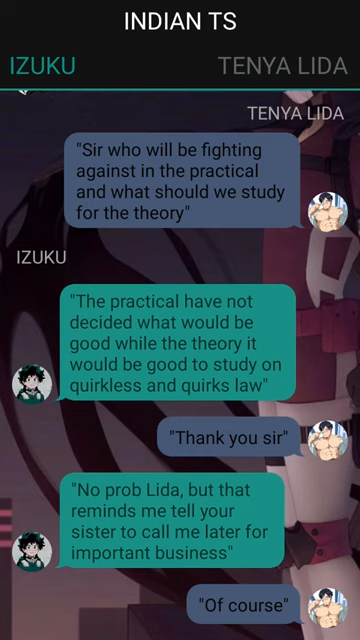 INDIAN TS
IZUKU TENYA LIDA
TENYA LIDA
"Sir who will be fighting
against in the practical
and what should we study
for the theory"
IZUKU
"The practical have not
decided what would be
good while the theory it
would be good to study on
quirkless and quirks law"
"Thank you sir"
"No prob Lida, but that
reminds me tell your
sister to call me later for
important business"
"Of course"